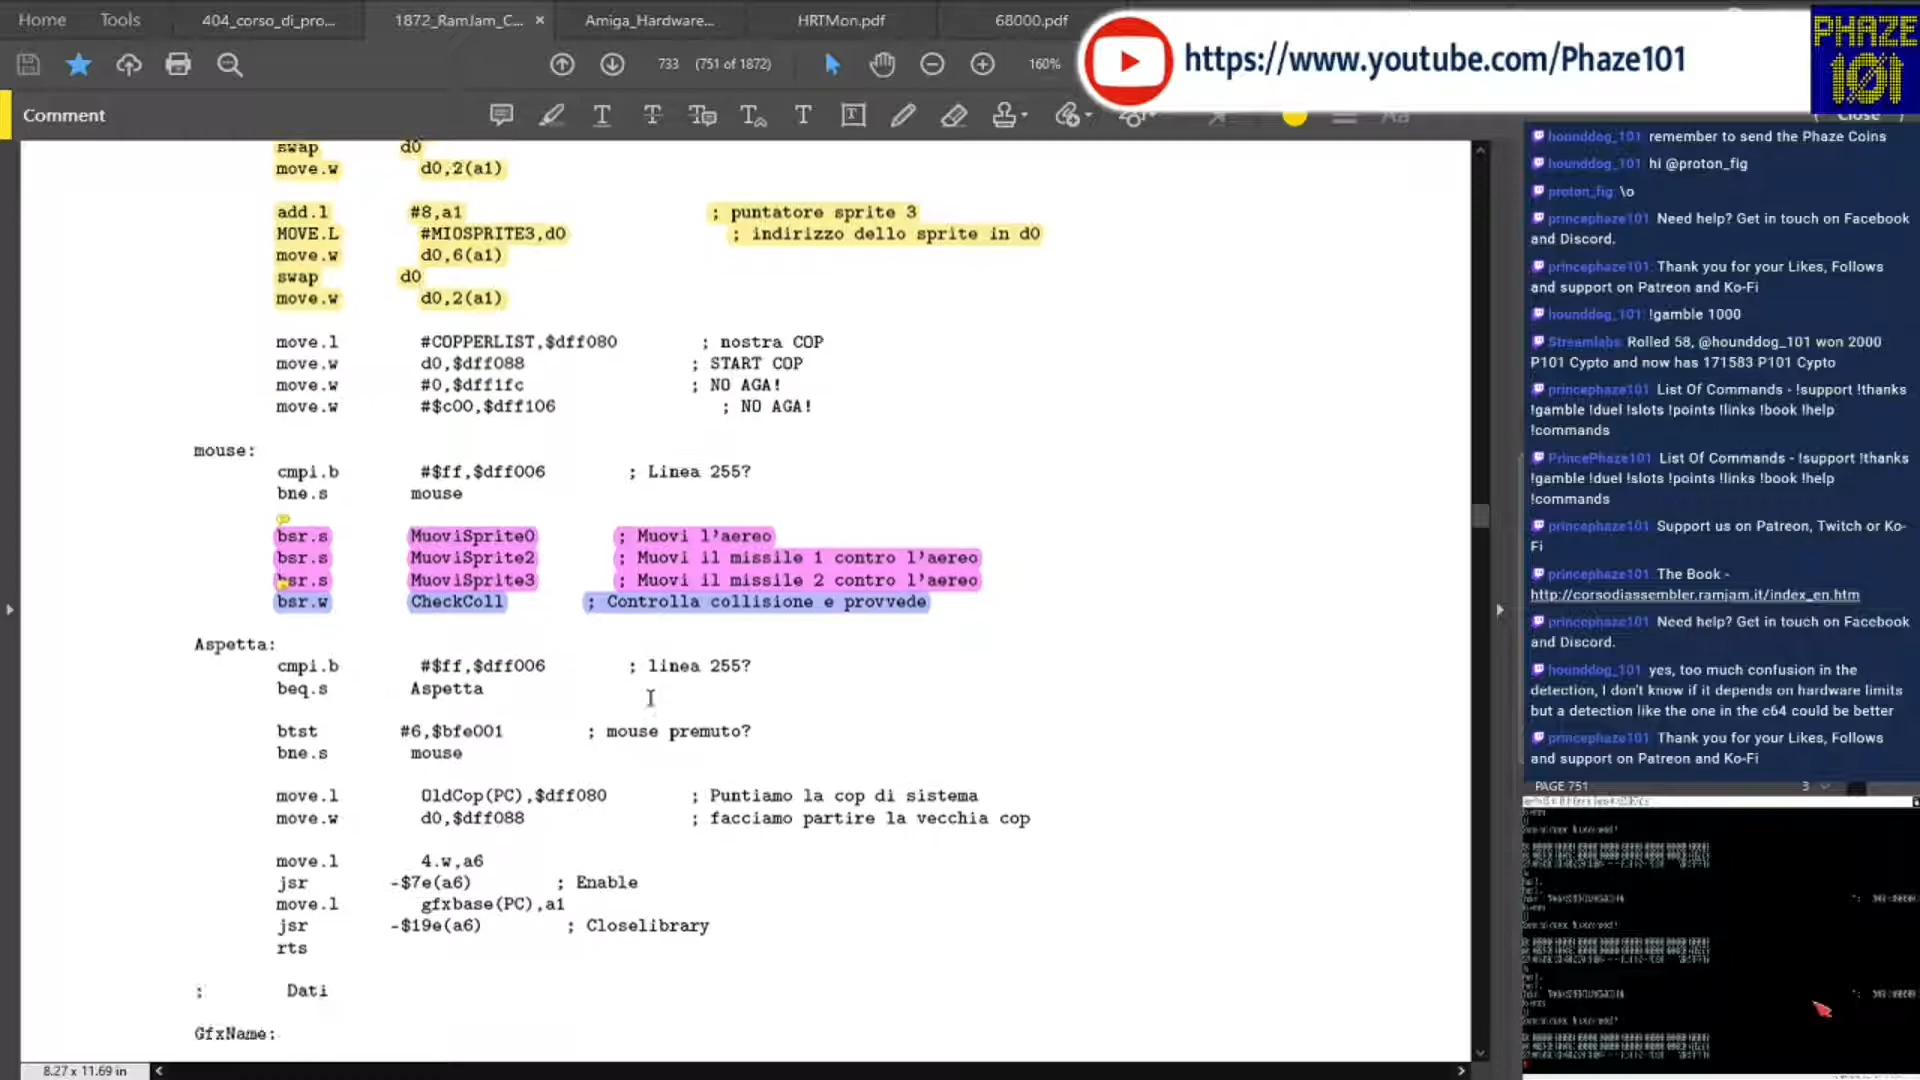 Home
Tools
404_corso_di_pro...
1872_RamJam_C...
Amiga_Hardware...
HRTMon.pdf
68000.pdf
https://www.youtube.com/Phaze101
PHAZE
101
733 (751 of 1872)
160%
Comment
Close
swap d0
move.w d0,2(a1)
add.l #8,a1 ; puntatore sprite 3
MOVE.L #MIOSPRITE3,d0 ; indirizzo dello sprite in d0
move.w d0,6(a1)
swap d0
move.w d0,2(a1)
move.l #COPPERLIST,$dff080 ; nostra COP
move.w d0,$dff088 ; START COP
move.w #0,$dff1fc ; NO AGA!
move.w #$c00,$dff106 ; NO AGA!
mouse:
cmpi.b #$ff,$dff006 ; Linea 255?
bne.s mouse
bsr.s MuoviSprite0 ; Muovi l'aereo
bsr.s MuoviSprite2 ; Muovi il missile 1 contro l'aereo
bsr.s MuoviSprite3 ; Muovi il missile 2 contro l'aereo
bsr.w CheckColl ; Controlla collisione e provvede
Aspetta:
cmpi.b #$ff,$dff006 ; linea 255?
beq.s Aspetta
btst #6,$bfe001 ; mouse premuto?
bne.s mouse
move.l OldCop(PC),$dff080 ; Puntiamo la cop di sistema
move.w d0,$dff088 ; facciamo partire la vecchia cop
move.l 4.w,a6
jsr -$7e(a6) ; Enable
move.l gfxbase(PC),a1
jsr -$19e(a6) ; Closelibrary
rts
; Dati
GfxName:
8.27 x 11.69 in
hounddog_101 remember to send the Phaze Coins
hounddog_101 hi @proton_fig
proton_fig \o
princephaze101 Need help? Get in touch on Facebook
and Discord.
princephaze101 Thank you for your Likes, Follows
and support on Patreon and Ko-Fi
hounddog_101 !gamble 1000
Streamlabs Rolled 58, @hounddog_101 won 2000
P101 Cypto and now has 171583 P101 Cypto
princephaze101 List Of Commands - !support !thanks
!gamble !duel !slots !points !links !book !help
!commands
PrincePhaze101 List Of Commands - !support !thanks
!gamble !duel !slots !points !links !book !help
!commands
princephaze101 Support us on Patreon, Twitch or Ko-
Fi
princephaze101 The Book -
http://corsodiassembler.ramjam.it/index_en.htm
princephaze101 Need help? Get in touch on Facebook
and Discord.
hounddog_101 yes, too much confusion in the
detection, I don't know if it depends on hardware limits
but a detection like the one in the c64 could be better
princephaze101 Thank you for your Likes, Follows
and support on Patreon and Ko-Fi
PAGE 751
3